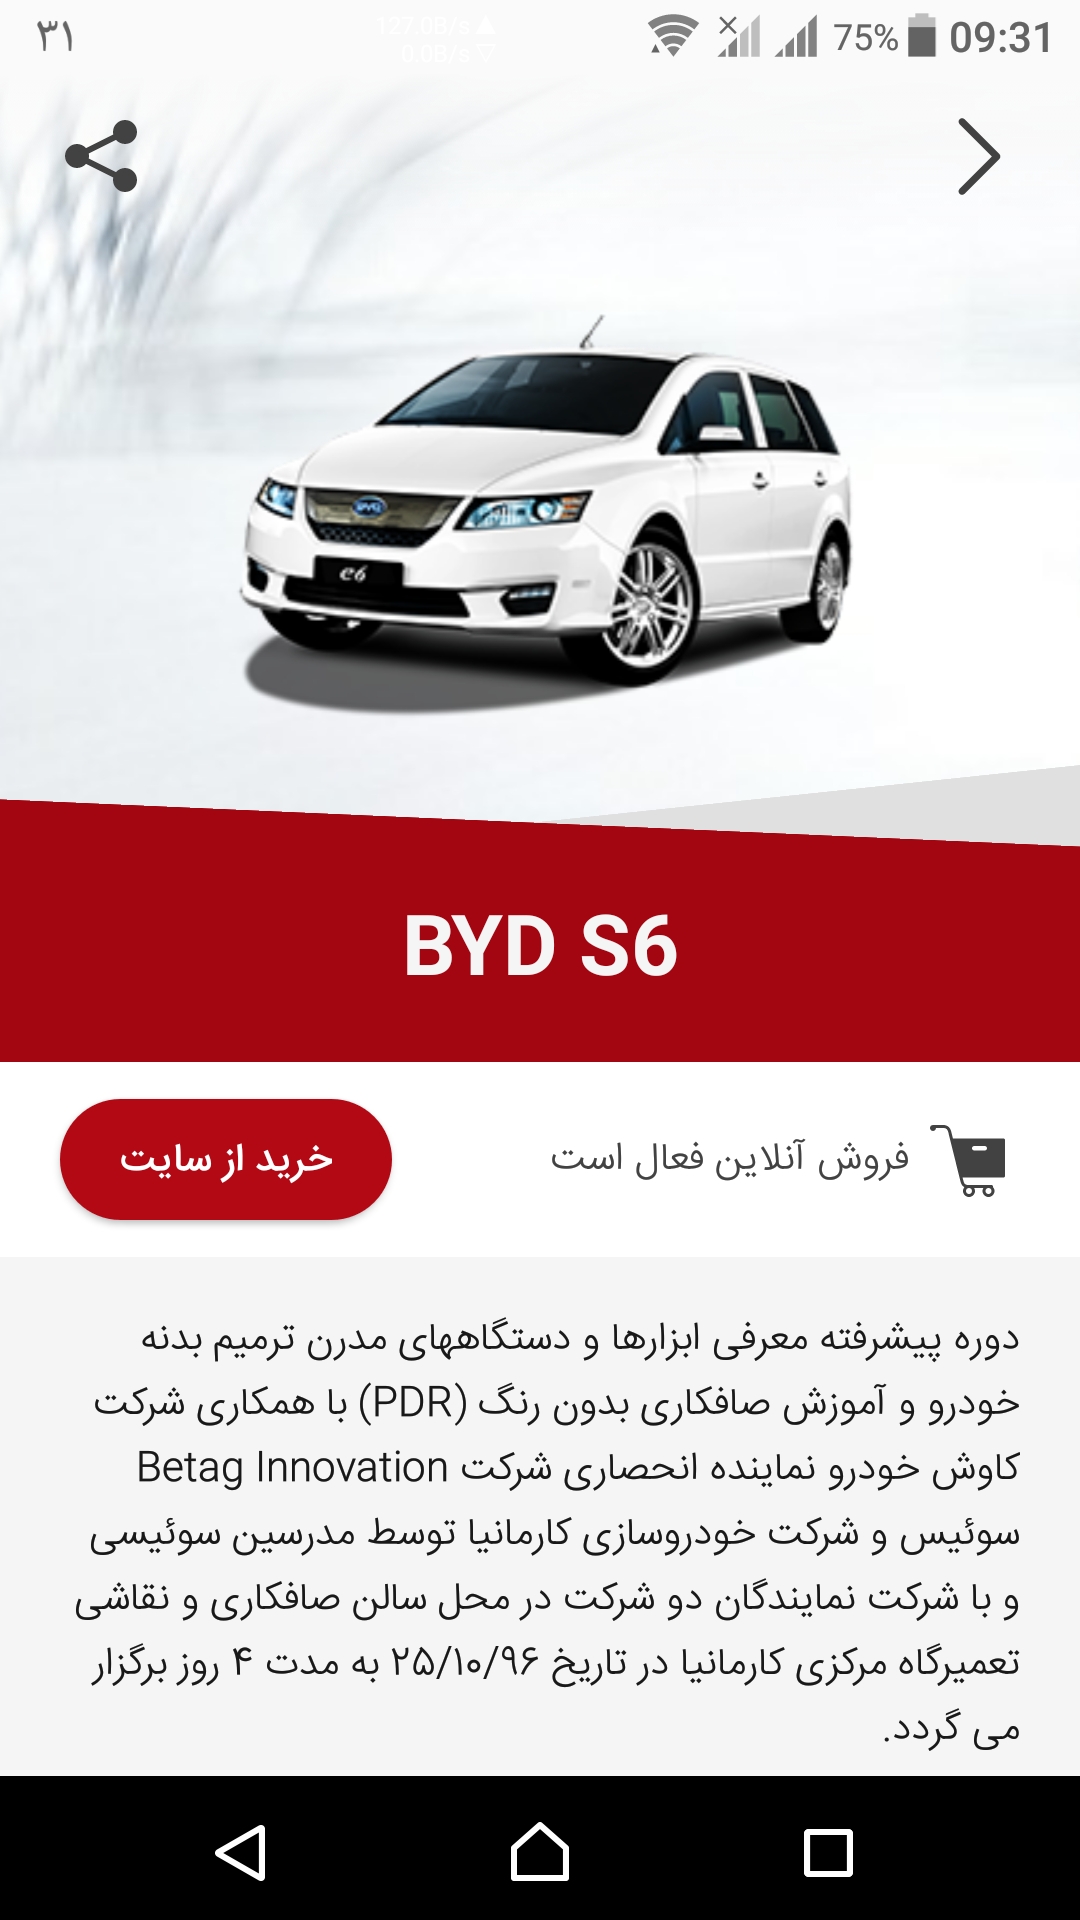 ۳۱
127.0B/s
0.0B/s
75%
09:31
BYD
e6
BYD S6
فروش آنلاین فعال است
خرید از سایت
دوره پیشرفته معرفی ابزارها و دستگاههای مدرن ترمیم بدنه
خودرو و آموزش صافکاری بدون رنگ (PDR) با همکاری شرکت
کاوش خودرو نماینده انحصاری شرکت Betag Innovation
سوئیس و شرکت خودروسازی کارمانیا توسط مدرسین سوئیسی
و با شرکت نمایندگان دو شرکت در محل سالن صافکاری و نقاشی
تعمیرگاه مرکزی کارمانیا در تاریخ ۲۵/۱۰/۹۶ به مدت ۴ روز برگزار
می گردد.